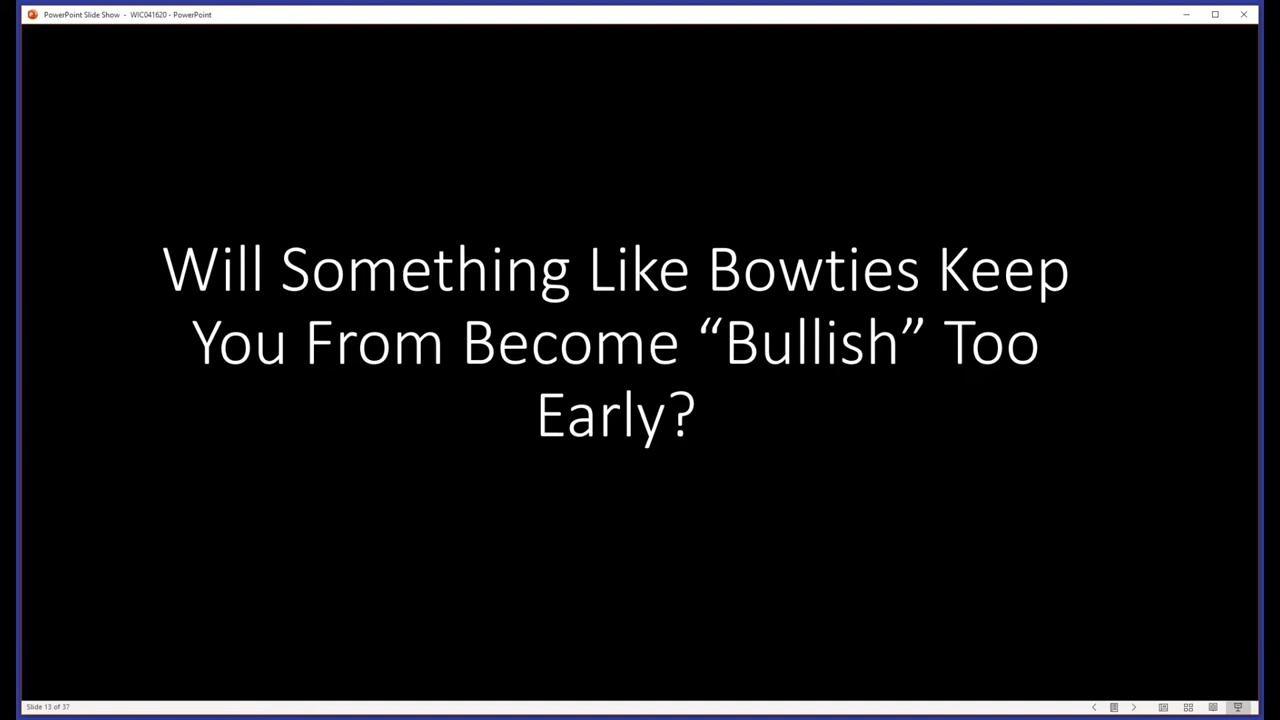 PowerPoint Slide Show - WIC041620 - PowerPoint
Will Something Like Bowties Keep
You From Become “Bullish” Too
Early?
Slide 13 of 37